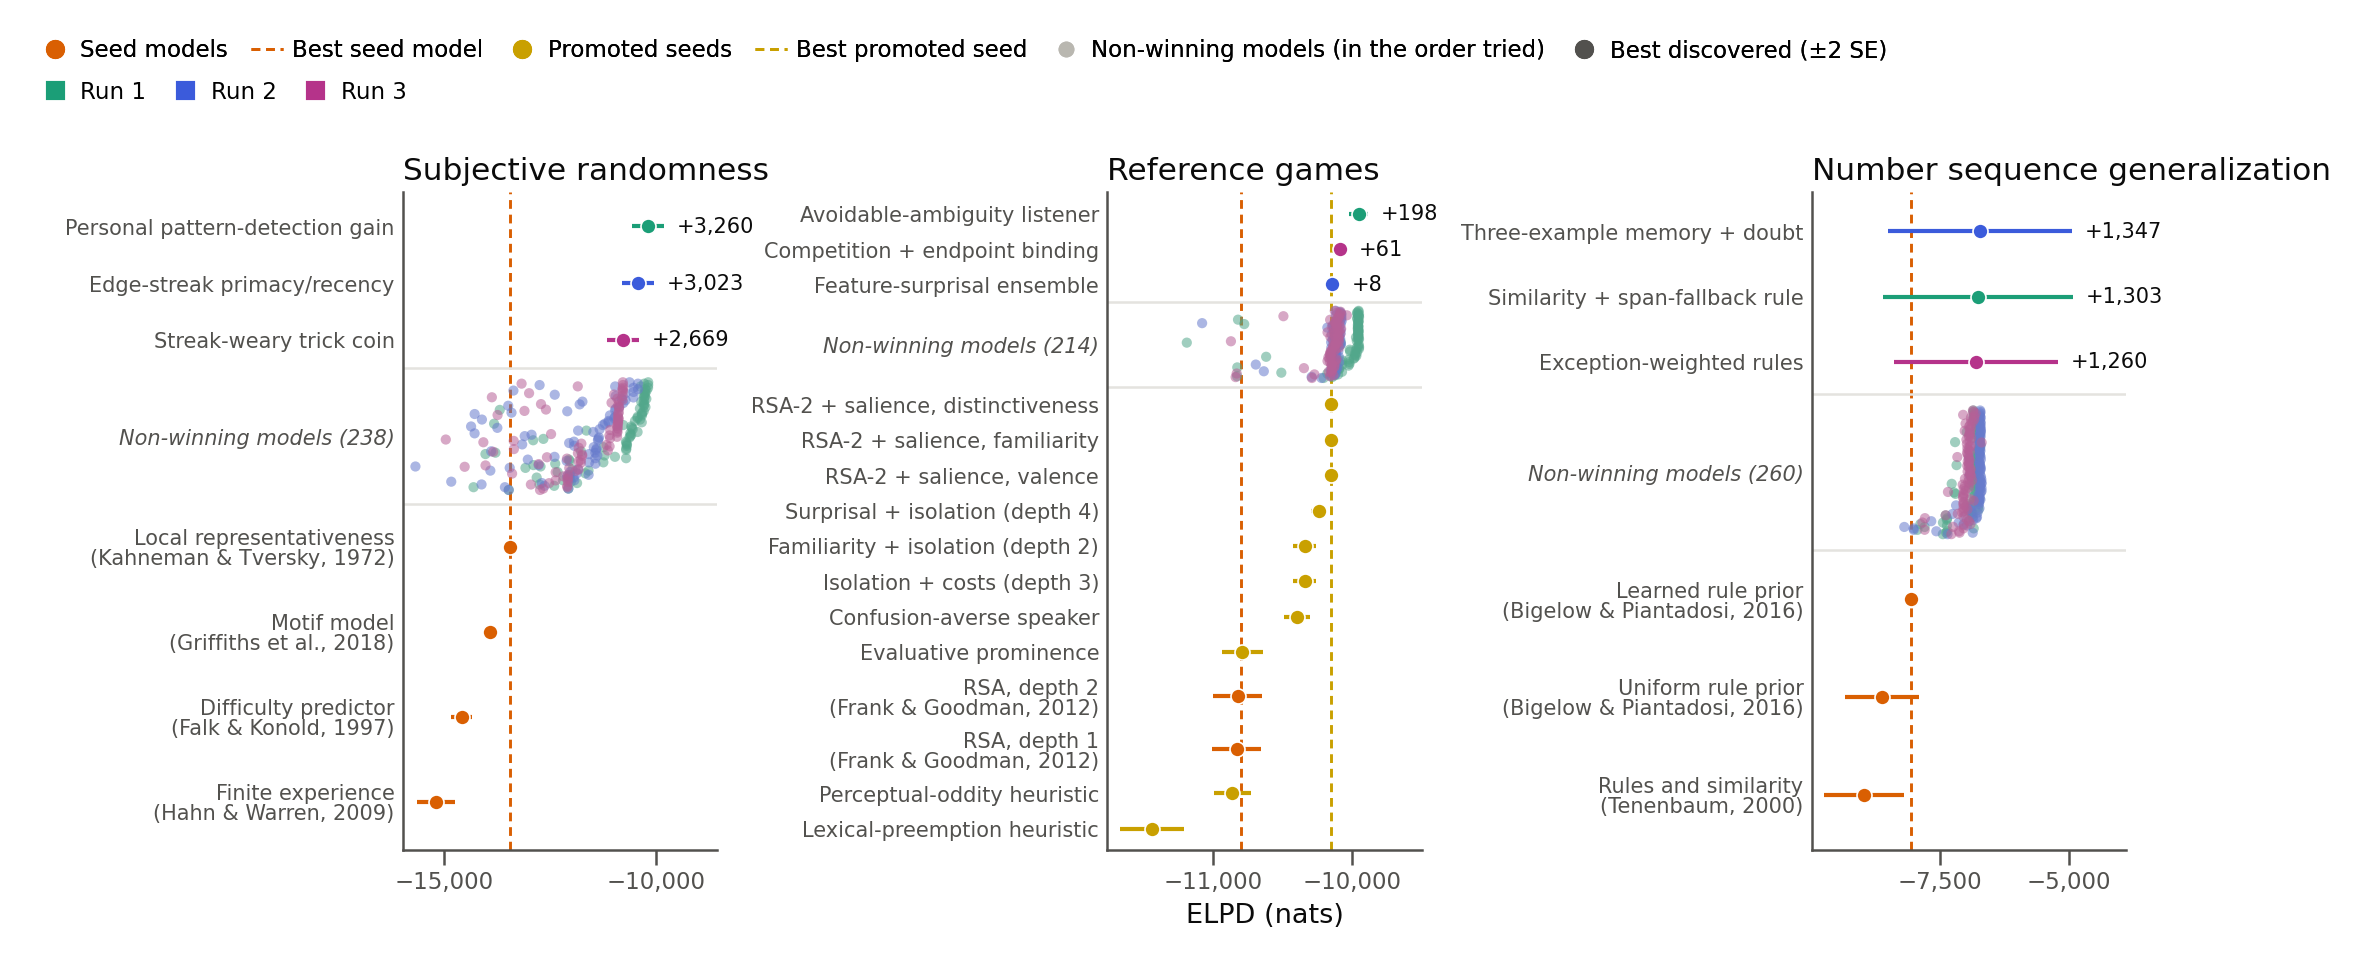 Seed models
Best seed model
Promoted seeds
Best promoted seed
Non-winning models (in the order tried)
Best discovered (±2 SE)
Run 1
Run 2
Run 3
Subjective randomness
Personal pattern-detection gain
+3,260
Edge-streak primacy/recency
+3,023
Streak-weary trick coin
+2,669
Non-winning models (238)
Local representativeness
(Kahneman & Tversky, 1972)
Motif model
(Griffiths et al., 2018)
Difficulty predictor
(Falk & Konold, 1997)
Finite experience
(Hahn & Warren, 2009)
−15,000
−10,000
Reference games
Avoidable-ambiguity listener
+198
Competition + endpoint binding
+61
Feature-surprisal ensemble
+8
Non-winning models (214)
RSA-2 + salience, distinctiveness
RSA-2 + salience, familiarity
RSA-2 + salience, valence
Surprisal + isolation (depth 4)
Familiarity + isolation (depth 2)
Isolation + costs (depth 3)
Confusion-averse speaker
Evaluative prominence
RSA, depth 2
(Frank & Goodman, 2012)
RSA, depth 1
(Frank & Goodman, 2012)
Perceptual-oddity heuristic
Lexical-preemption heuristic
−11,000
−10,000
ELPD (nats)
Number sequence generalization
Three-example memory + doubt
+1,347
Similarity + span-fallback rule
+1,303
Exception-weighted rules
+1,260
Non-winning models (260)
Learned rule prior
(Bigelow & Piantadosi, 2016)
Uniform rule prior
(Bigelow & Piantadosi, 2016)
Rules and similarity
(Tenenbaum, 2000)
−7,500
−5,000